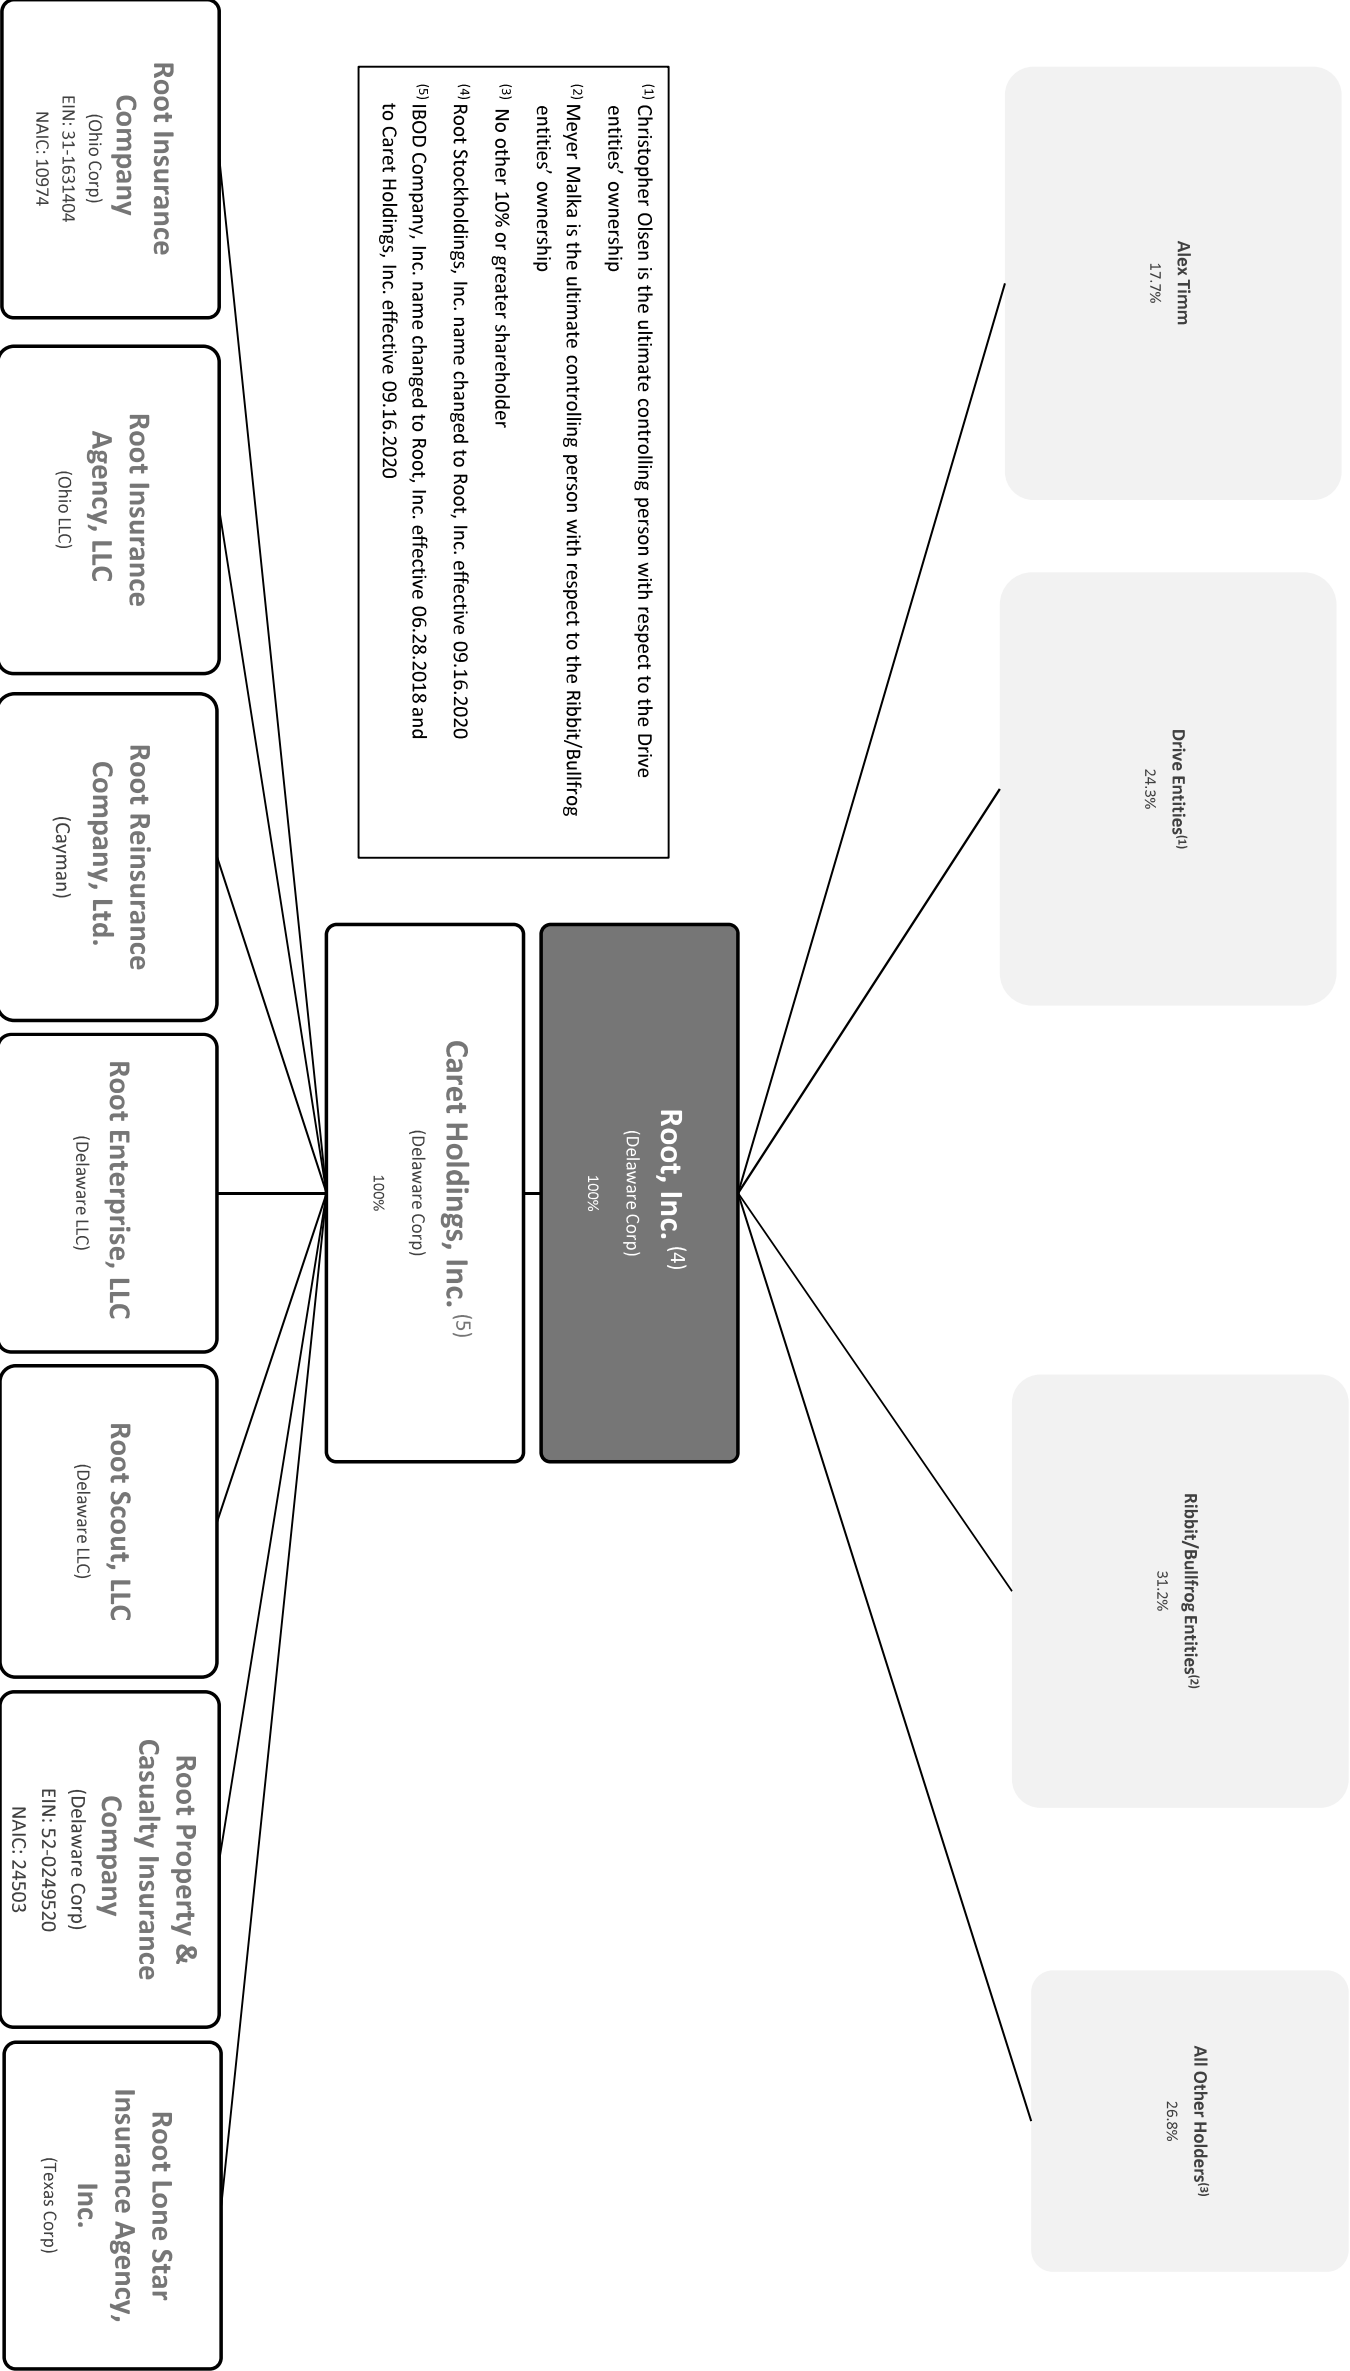 Alex Timm
17.7%
Drive Entities(1)
24.3%
Ribbit/Bullfrog Entities(2)
31.2%
All Other Holders(3)
26.8%
Root, Inc. (4)
(Delaware Corp)
100%
Caret Holdings, Inc. (5)
(Delaware Corp)
100%
(1) Christopher Olsen is the ultimate controlling person with respect to the Drive
entities’ ownership
(2) Meyer Malka is the ultimate controlling person with respect to the Ribbit/Bullfrog
entities’ ownership
(3) No other 10% or greater shareholder
(4) Root Stockholdings, Inc. name changed to Root, Inc. effective 09.16.2020
(5) IBOD Company, Inc. name changed to Root, Inc. effective 06.28.2018 and
to Caret Holdings, Inc. effective 09.16.2020
Root Insurance
Company
(Ohio Corp)
EIN: 31-1631404
NAIC: 10974
Root Insurance
Agency, LLC
(Ohio LLC)
Root Reinsurance
Company, Ltd.
(Cayman)
Root Enterprise, LLC
(Delaware LLC)
Root Scout, LLC
(Delaware LLC)
Root Property &
Casualty Insurance
Company
(Delaware Corp)
EIN: 52-0249520
NAIC: 24503
Root Lone Star
Insurance Agency,
Inc.
(Texas Corp)